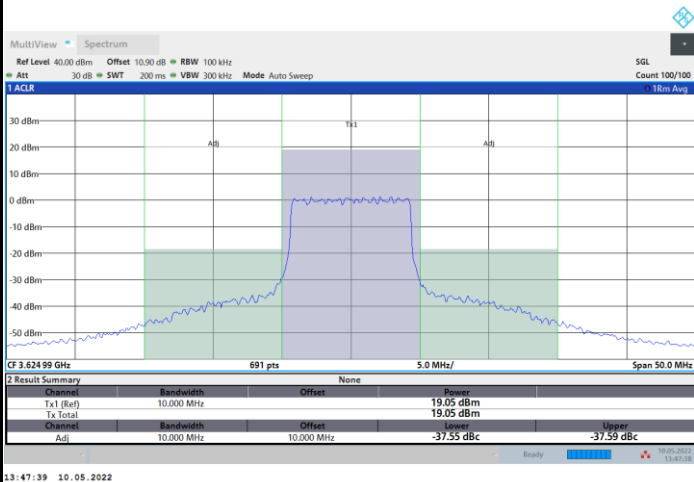 MultiView Spectrum
Ref Level 40.00 dBm Offset 10.90 dB RBW 100 kHz SGL
Att 30 dB SWT 200 ms VBW 300 kHz Mode Auto Sweep Count 100/100
1 ACLR 1Rm Avg
30 dBm
Tx1
20 dBm
Adj Adj
10 dBm
0 dBm
-10 dBm
-20 dBm
-30 dBm
-40 dBm
-50 dBm
CF 3.624 99 GHz 691 pts 5.0 MHz/ Span 50.0 MHz
2 Result Summary None
Channel Bandwidth Offset Power
Tx1 (Ref) 10.000 MHz 19.05 dBm
Tx Total 19.05 dBm
Channel Bandwidth Offset Lower Upper
Adj 10.000 MHz 10.000 MHz -37.55 dBc -37.59 dBc
Ready 10.05.2022
13:47:38
13:47:39 10.05.2022